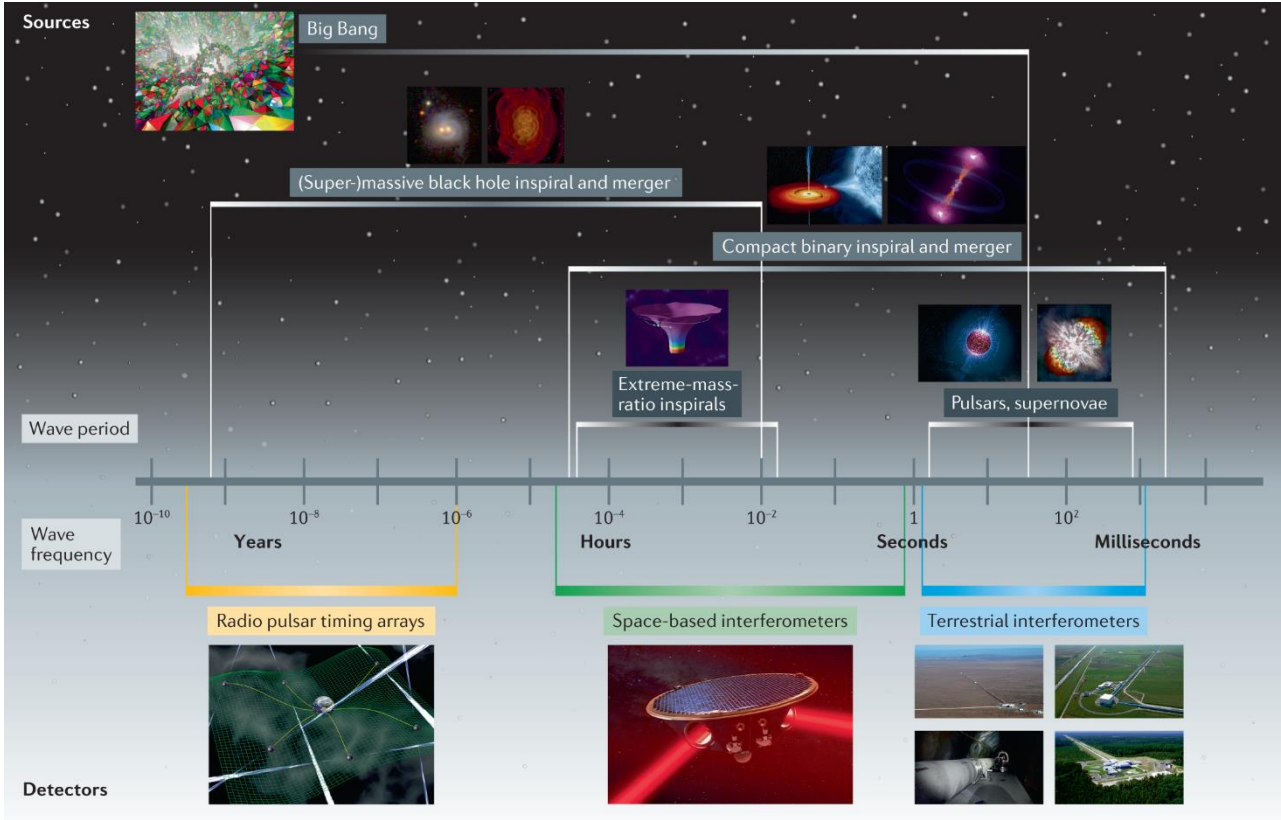 Sources
Big Bang
(Super-)massive black hole inspiral and merger
Compact binary inspiral and merger
Extreme-mass-
ratio inspirals
Pulsars, supernovae
Wave period
10⁻¹⁰ 10⁻⁸ 10⁻⁶ 10⁻⁴ 10⁻² 1 10²
Wave
frequency
Years Hours Seconds Milliseconds
Radio pulsar timing arrays
Space-based interferometers
Terrestrial interferometers
Detectors